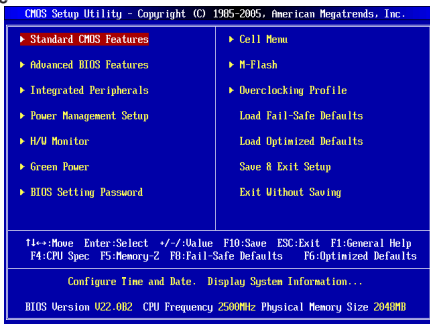 CMOS Setup Utility - Copyright (C) 1985-2005, American Megatrends, Inc.
► Standard CMOS Features
► Advanced BIOS Features
► Integrated Peripherals
► Power Management Setup
► H/W Monitor
► Green Power
► BIOS Setting Password
► Cell Menu
► M-Flash
► Overclocking Profile
Load Fail-Safe Defaults
Load Optimized Defaults
Save & Exit Setup
Exit Without Saving
↑↓←→:Move Enter:Select +/-/:Value F10:Save ESC:Exit F1:General Help
F4:CPU Spec F5:Memory-Z F8:Fail-Safe Defaults F6:Optimized Defaults
Configure Time and Date. Display System Information...
BIOS Version V22.0B2 CPU Frequency 2500MHz Physical Memory Size 2048MB